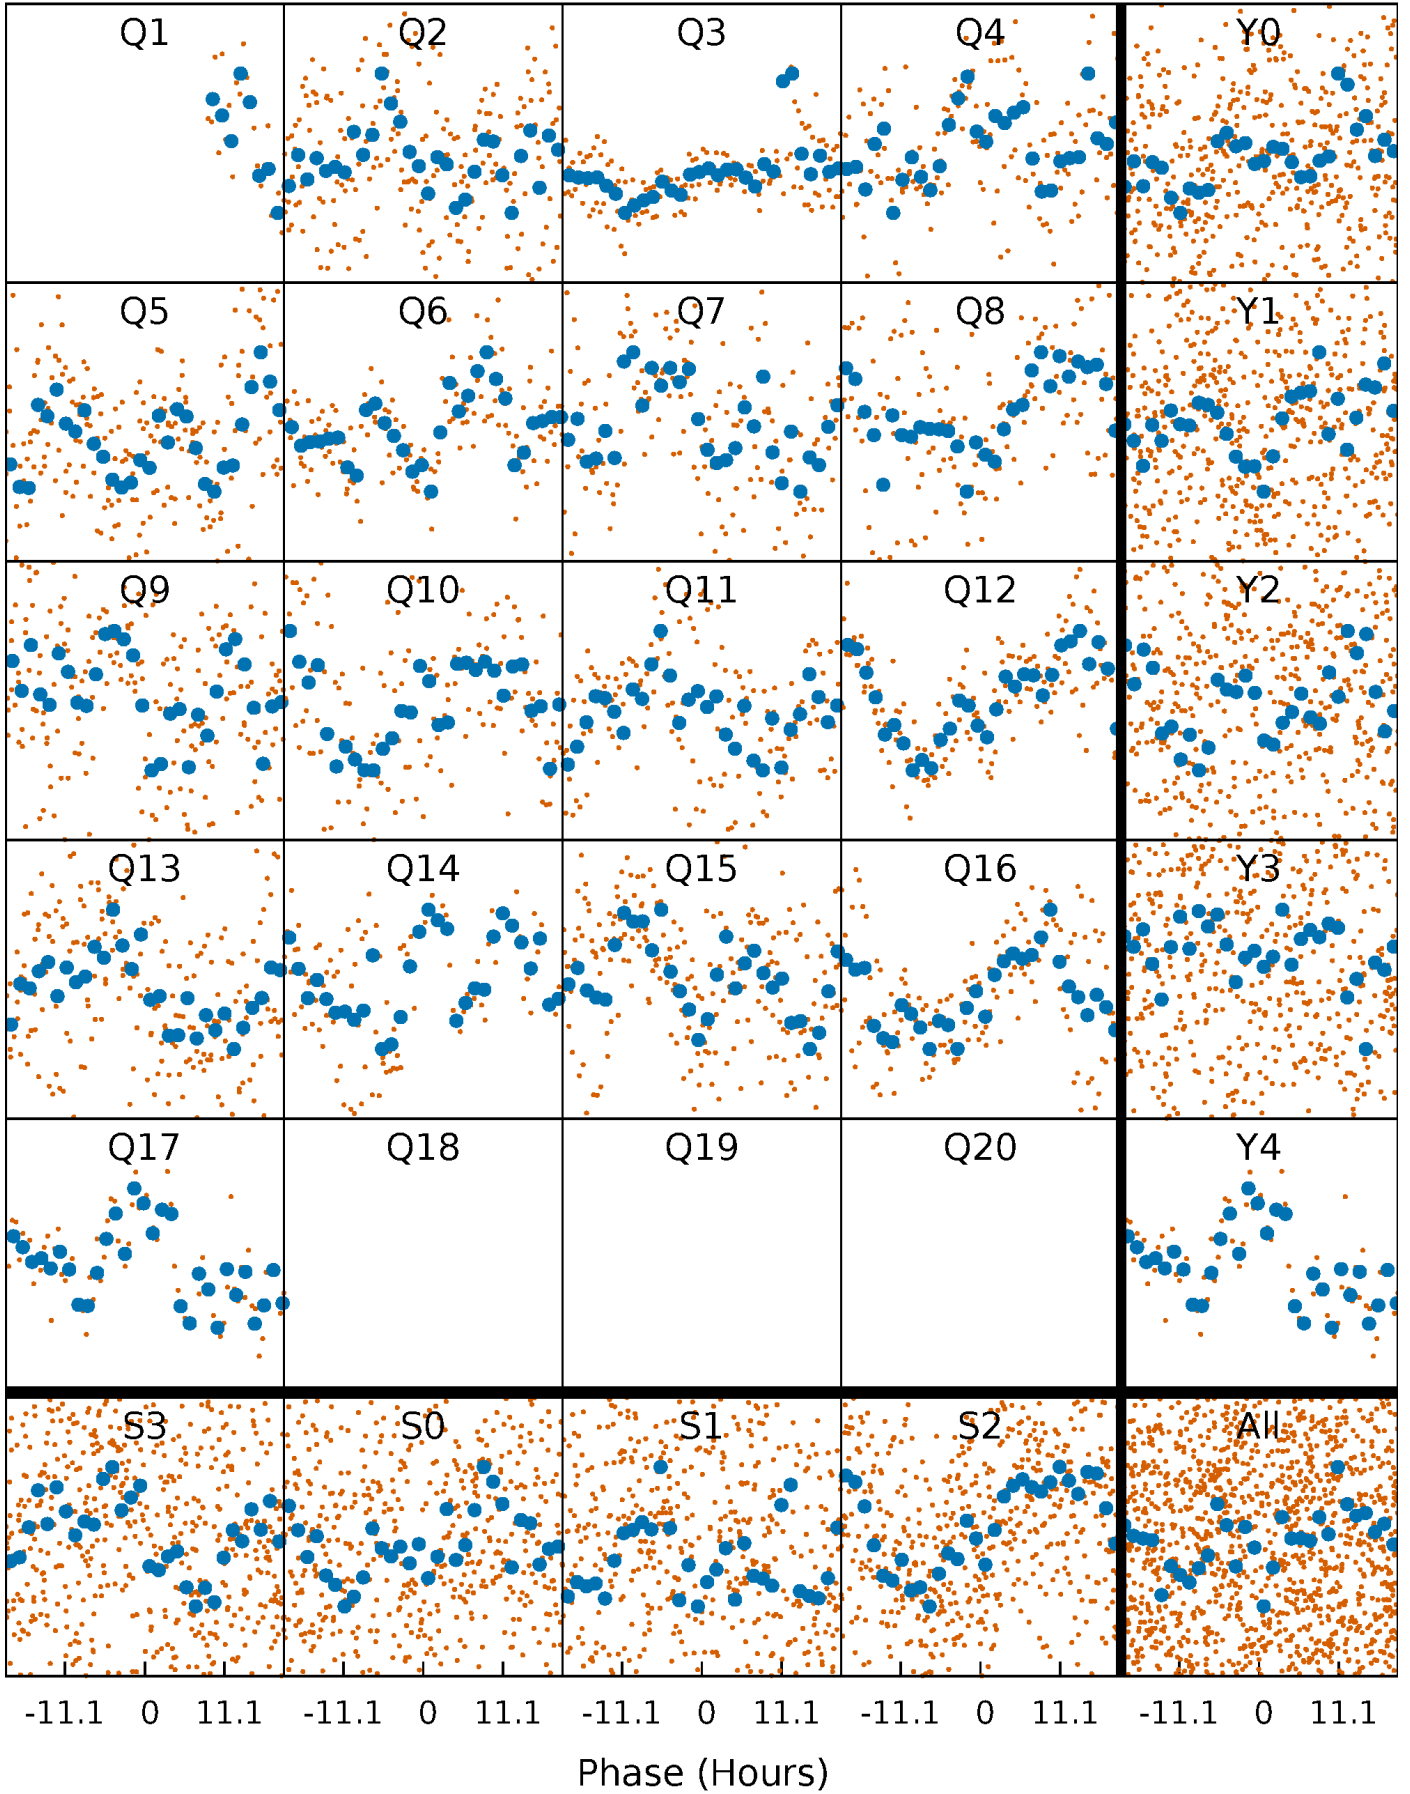 Q1 Q2 Q3 Q4 Y0
Q5 Q6 Q7 Q8 Y1
Q9 Q10 Q11 Q12 Y2
Q13 Q14 Q15 Q16 Y3
Q17 Q18 Q19 Q20 Y4
S3 S0 S1 S2 All
-11.1 0 11.1 -11.1 0 11.1 -11.1 0 11.1 -11.1 0 11.1 -11.1 0 11.1
Phase (Hours)